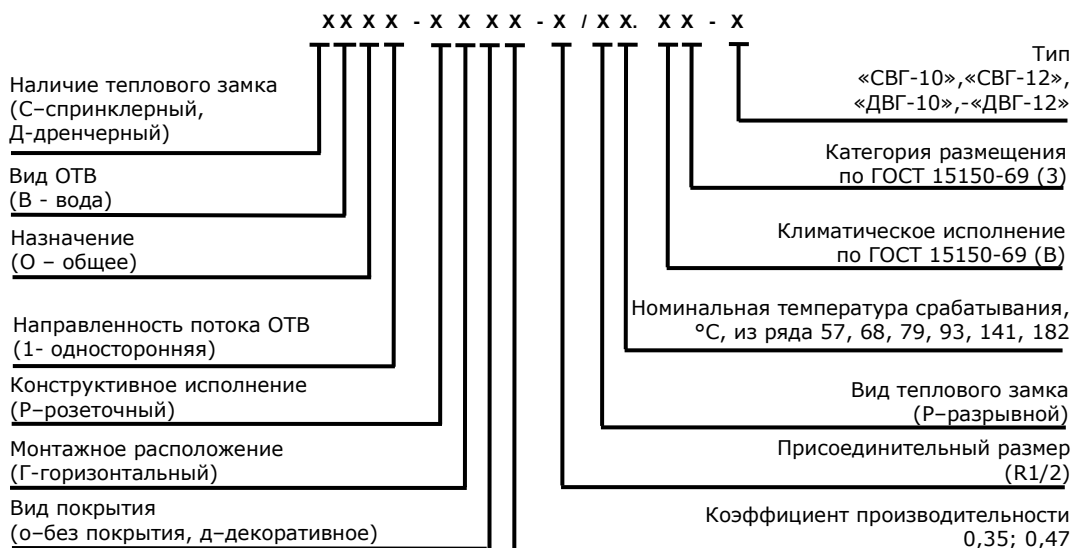 X X X X - X X X X - X / X X. X X - X
Наличие теплового замка
(С–спринклерный,
Д-дренчерный)
Вид ОТВ
(В - вода)
Назначение
(О – общее)
Направленность потока ОТВ
(1- односторонняя)
Конструктивное исполнение
(Р–розеточный)
Монтажное расположение
(Г-горизонтальный)
Вид покрытия
(о–без покрытия, д–декоративное)
Тип
«СВГ-10»,«СВГ-12»,
«ДВГ-10»,-«ДВГ-12»
Категория размещения
по ГОСТ 15150-69 (3)
Климатическое исполнение
по ГОСТ 15150-69 (В)
Номинальная температура срабатывания,
°С, из ряда 57, 68, 79, 93, 141, 182
Вид теплового замка
(Р–разрывной)
Присоединительный размер
(R1/2)
Коэффициент производительности
0,35; 0,47